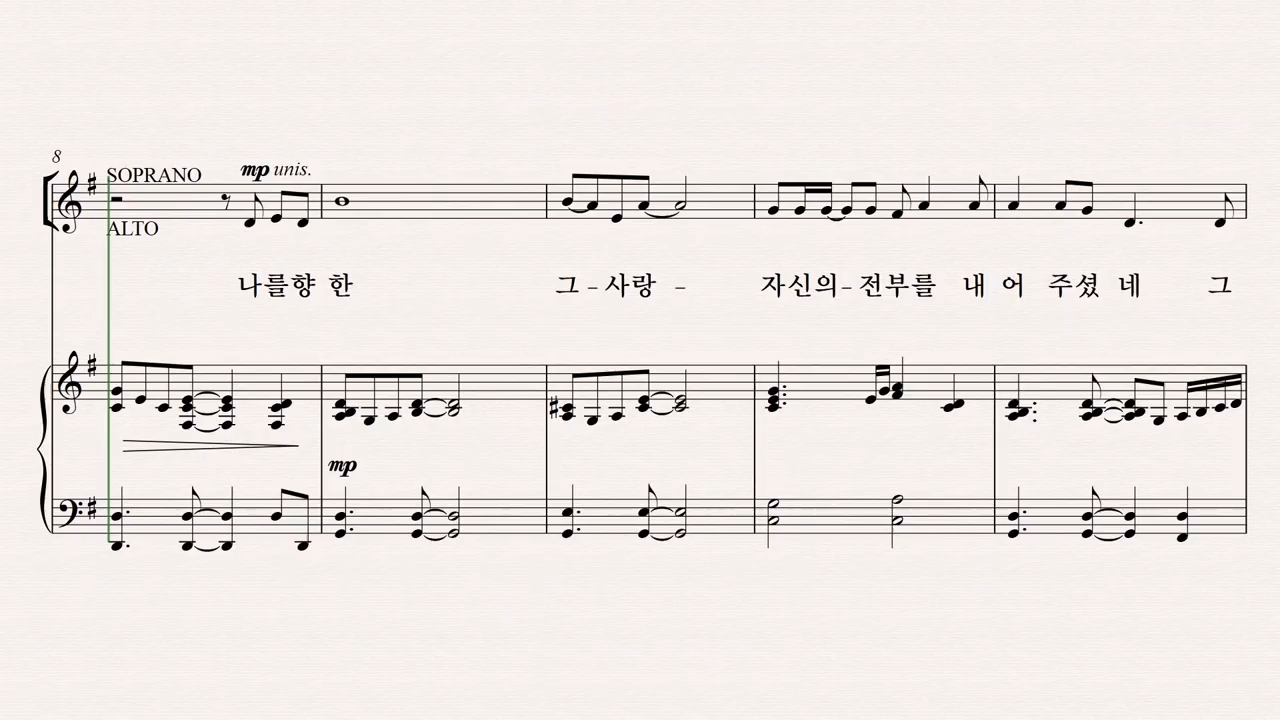 8
SOPRANO
mp unis.
ALTO
나를향 한 그-사랑 - 자신의-전부를 내 어 주셨 네 그
mp